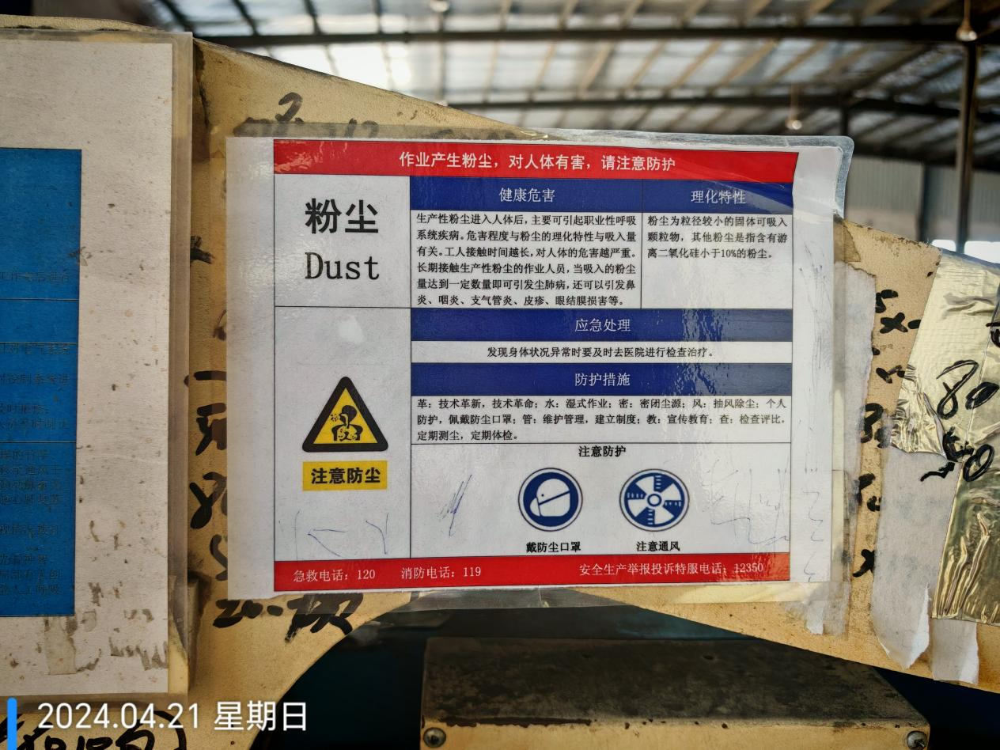 作业产生粉尘，对人体有害，请注意防护
粉尘
Dust
健康危害
生产性粉尘进入人体后，主要可引起职业性呼吸
系统疾病。危害程度与粉尘的理化特性与吸入量
有关。工人接触时间越长，对人体的危害越严重。
长期接触生产性粉尘的作业人员，当吸入的粉尘
量达到一定数量即可引发尘肺病，还可以引发鼻
炎、咽炎、支气管炎、皮疹、眼结膜损害等。
理化特性
粉尘为粒径较小的固体可吸入
颗粒物，其他粉尘是指含有游
离二氧化硅小于10%的粉尘。
应急处理
发现身体状况异常时要及时去医院进行检查治疗。
防护措施
革：技术革新，技术革命；水：湿式作业；密：密闭尘源；风：抽风除尘；个人
防护，佩戴防尘口罩；管：维护管理，建立制度；教：宣传教育；查：检查评比，
定期测尘，定期体检。
注意防尘
注意防护
戴防尘口罩
注意通风
急救电话：120 消防电话：119 安全生产举报投诉特服电话：12350
80
50
2024.04.21 星期日